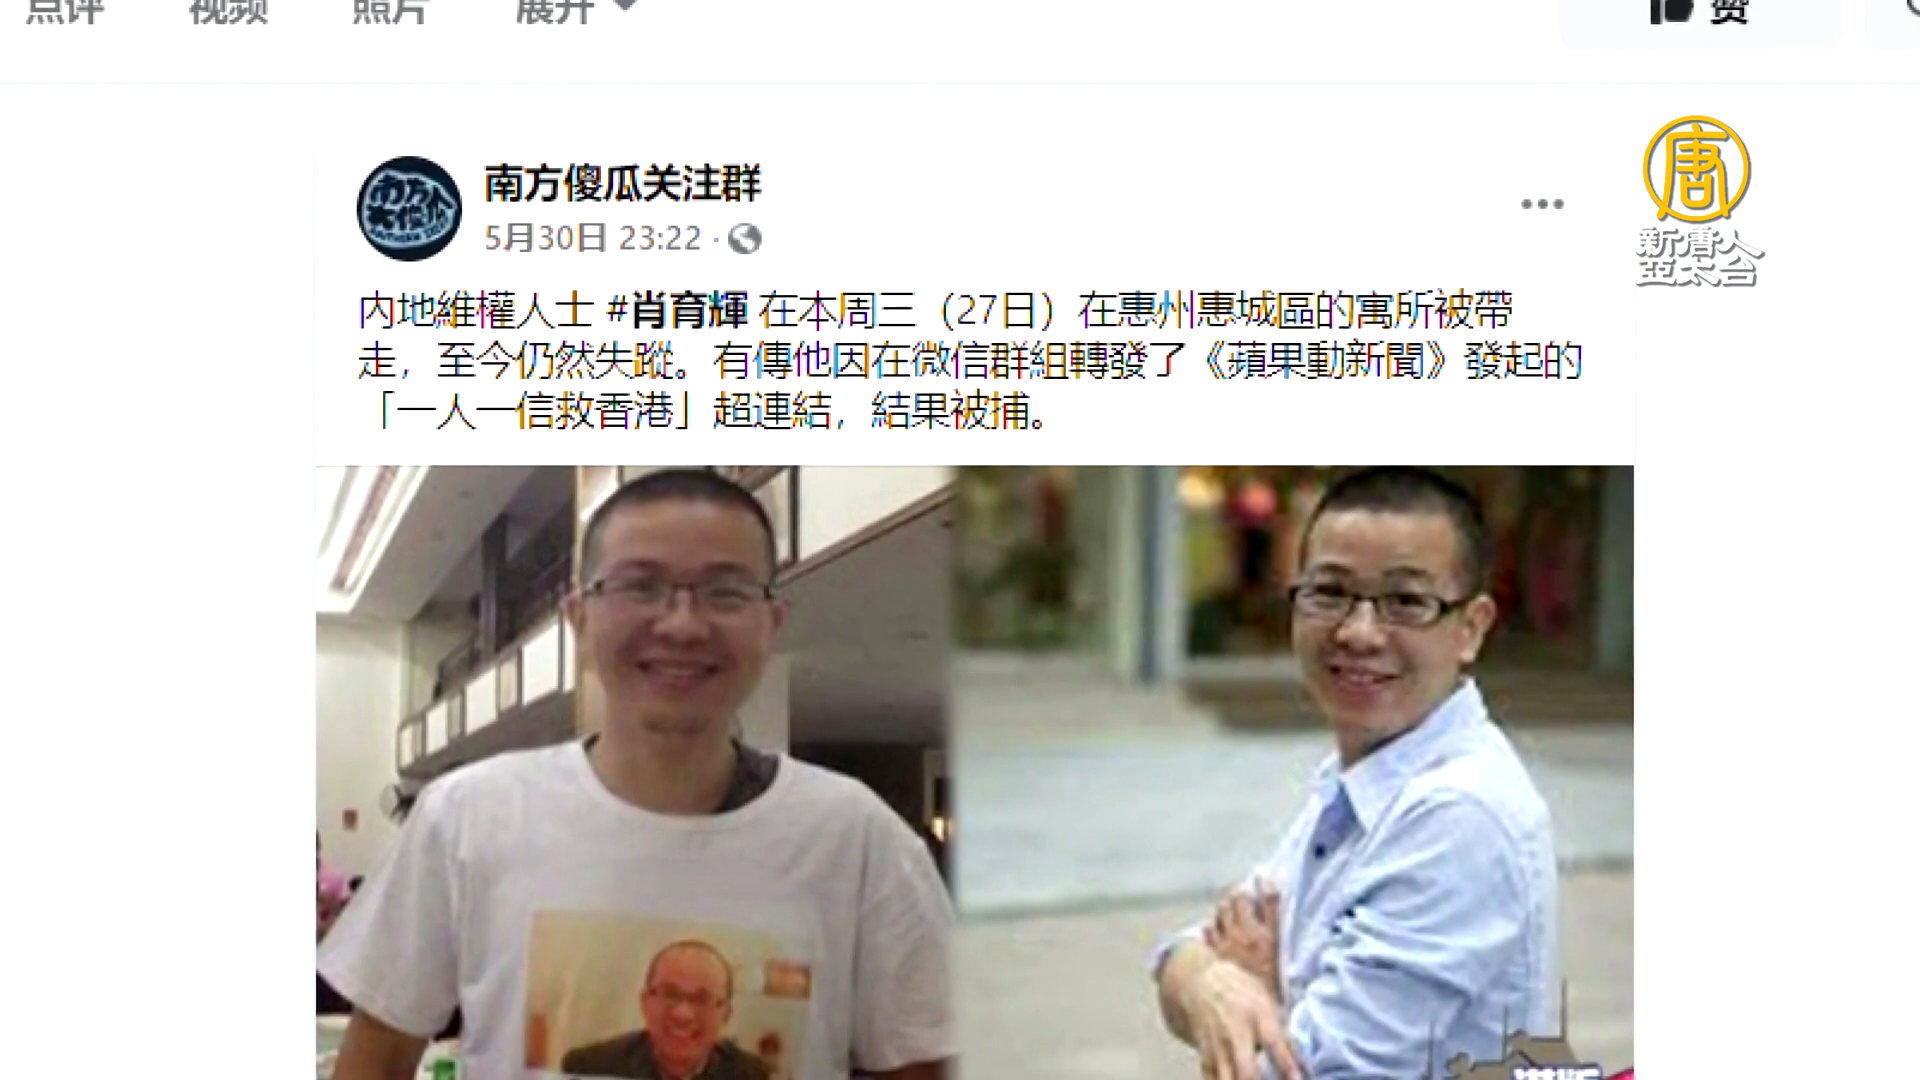 点评 视频 照片 展开 赞
南方傻瓜关注群
5月30日 23:22
唐
新唐人
亞太台
內地維權人士 #肖育輝 在本周三（27日）在惠州惠城區的寓所被帶
走，至今仍然失蹤。有傳他因在微信群組轉發了《蘋果動新聞》發起的
「一人一信救香港」超連結，結果被捕。